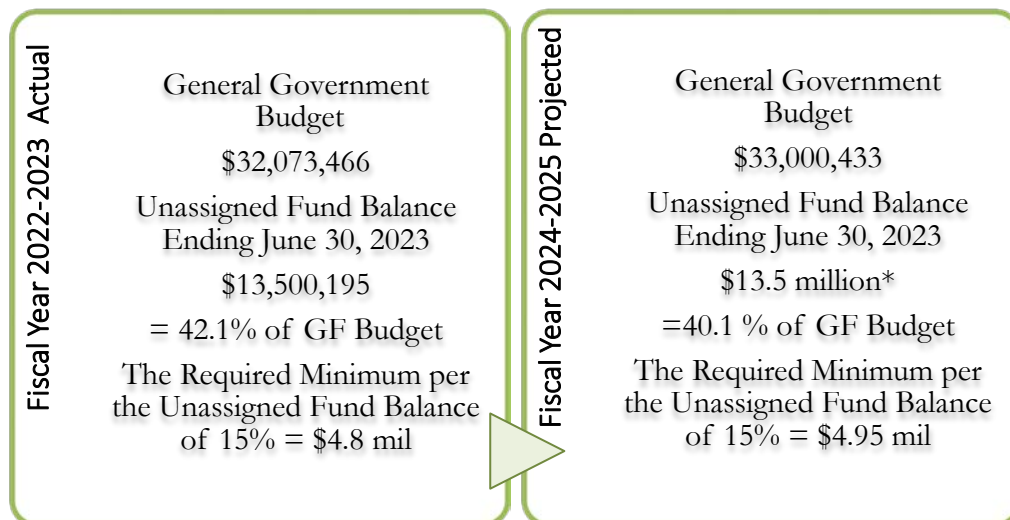 Fiscal Year 2022-2023 Actual
General Government
Budget
$32,073,466
Unassigned Fund Balance
Ending June 30, 2023
$13,500,195
= 42.1% of GF Budget
The Required Minimum per
the Unassigned Fund Balance
of 15% = $4.8 mil
Fiscal Year 2024-2025 Projected
General Government
Budget
$33,000,433
Unassigned Fund Balance
Ending June 30, 2023
$13.5 million*
=40.1 % of GF Budget
The Required Minimum per
the Unassigned Fund Balance
of 15% = $4.95 mil